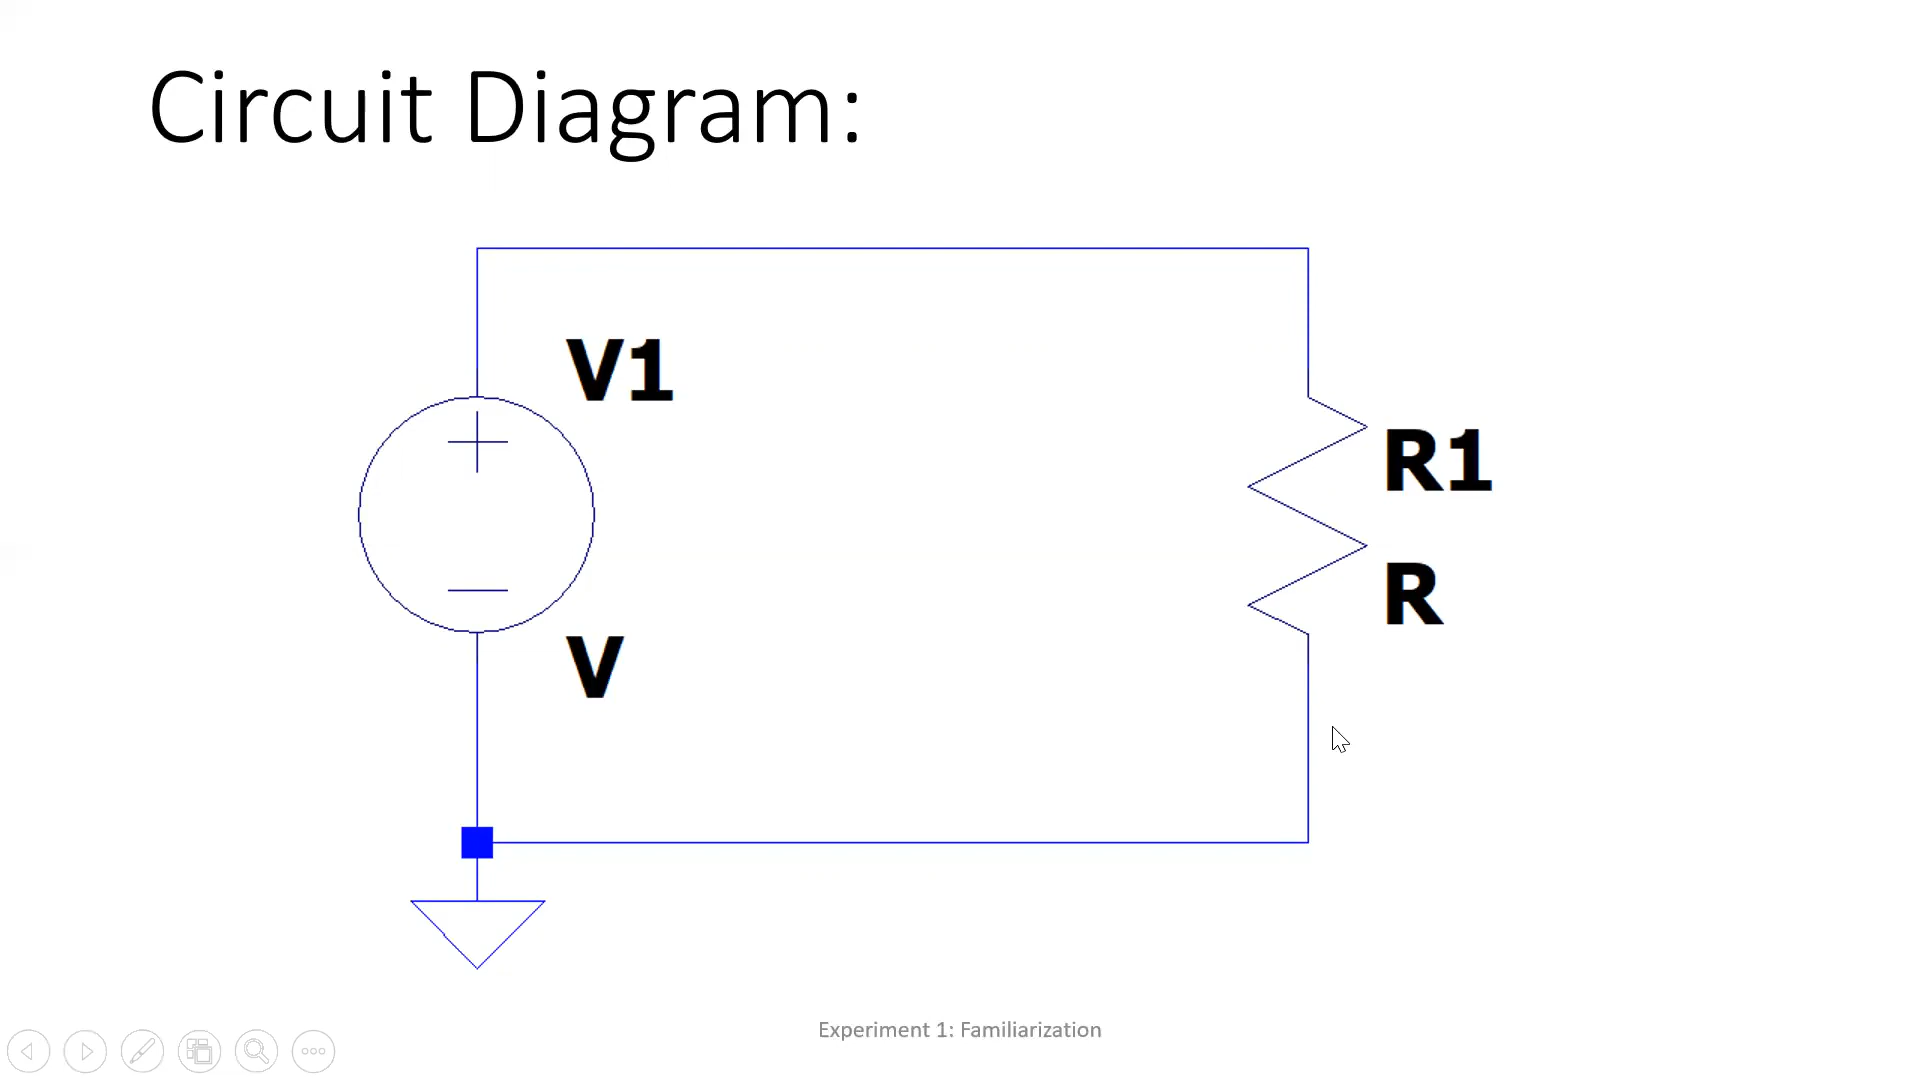 Circuit Diagram:
V1
R1
R
V
Experiment 1: Familiarization